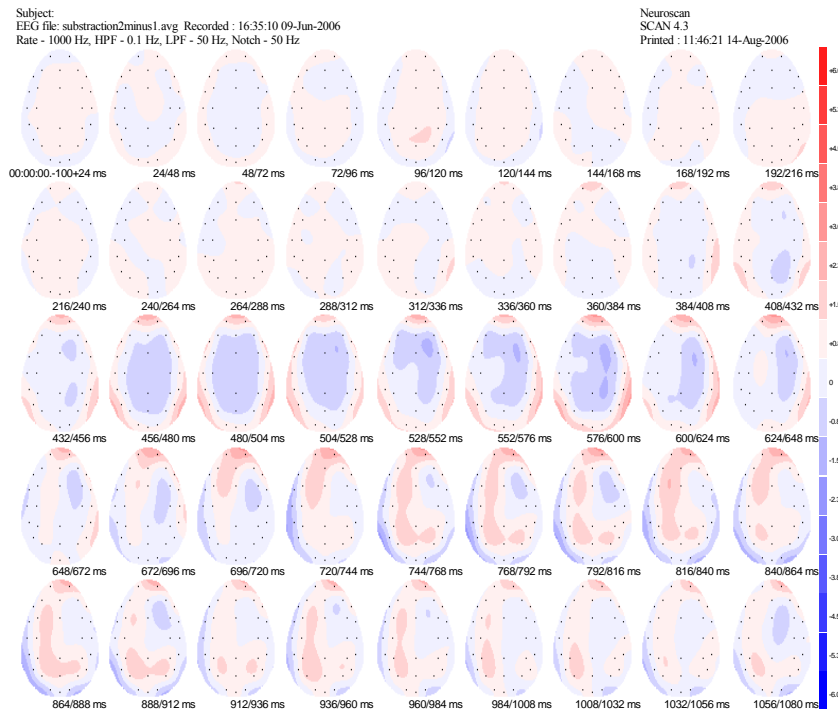 Subject:
EEG file: substraction2minus1.avg Recorded : 16:35:10 09-Jun-2006
Rate - 1000 Hz, HPF - 0.1 Hz, LPF - 50 Hz, Notch - 50 Hz
Neuroscan
SCAN 4.3
Printed : 11:46:21 14-Aug-2006
00:00:00.-100+24 ms 24/48 ms 48/72 ms 72/96 ms 96/120 ms 120/144 ms 144/168 ms 168/192 ms 192/216 ms
216/240 ms 240/264 ms 264/288 ms 288/312 ms 312/336 ms 336/360 ms 360/384 ms 384/408 ms 408/432 ms
432/456 ms 456/480 ms 480/504 ms 504/528 ms 528/552 ms 552/576 ms 576/600 ms 600/624 ms 624/648 ms
648/672 ms 672/696 ms 696/720 ms 720/744 ms 744/768 ms 768/792 ms 792/816 ms 816/840 ms 840/864 ms
864/888 ms 888/912 ms 912/936 ms 936/960 ms 960/984 ms 984/1008 ms 1008/1032 ms 1032/1056 ms 1056/1080 ms
0